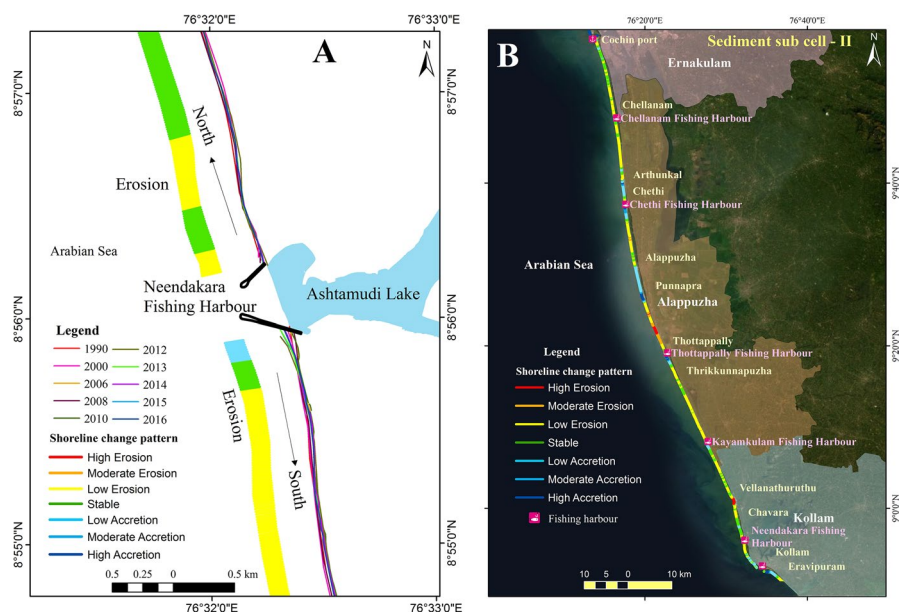 76°32'0"E
76°33'0"E
A
N
8°57'0"N
8°57'0"N
North
Erosion
Arabian Sea
Neendakara
Fishing Harbour
Ashtamudi Lake
8°56'0"N
8°56'0"N
Legend
1990
2012
2000
2013
2006
2014
2008
2015
2010
2016
Erosion
South
Shoreline change pattern
High Erosion
Moderate Erosion
Low Erosion
Stable
Low Accretion
Moderate Accretion
High Accretion
8°55'0"N
8°55'0"N
0.5 0.25 0 0.5 km
76°32'0"E
76°33'0"E
76°20'0"E
76°40'0"E
B
Cochin port
Sediment sub cell - II
N
Ernakulam
Chellanam
Chellanam Fishing Harbour
Arthunkal
Chethi
Chethi Fishing Harbour
9°40'0"N
Arabian Sea
Alappuzha
Punnapra
Alappuzha
Thottappally
Thottappally Fishing Harbour
Thrikkunnapuzha
9°20'0"N
Legend
Shoreline change pattern
High Erosion
Moderate Erosion
Low Erosion
Stable
Low Accretion
Moderate Accretion
High Accretion
Fishing harbour
Kayamkulam Fishing Harbour
Vellanathuruthu
Chavara
Kollam
Neendakara Fishing
Harbour
Kollam
Eravipuram
9°0'0"N
10 5 0 10 km
76°20'0"E
76°40'0"E